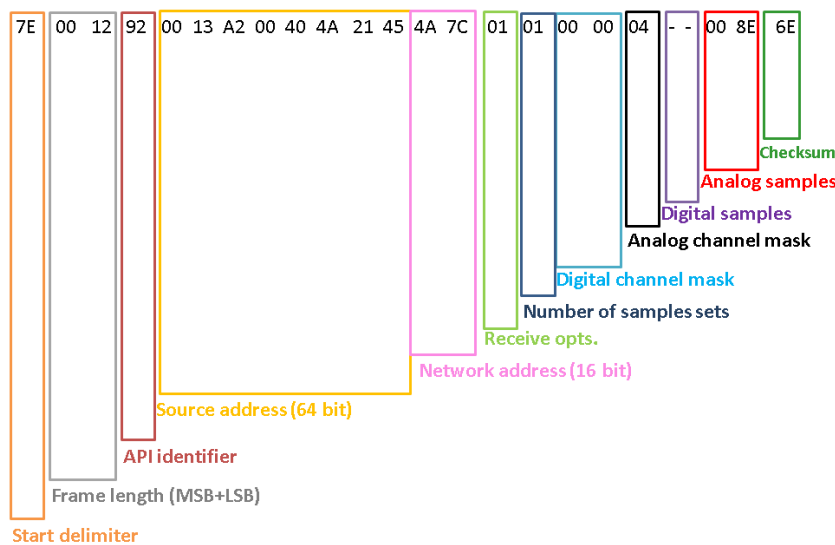 7E 00 12 92 00 13 A2 00 40 4A 21 45 4A 7C 01 01 00 00 04 - - 00 8E 6E
Checksum
Analog samples
Digital samples
Analog channel mask
Digital channel mask
Number of samples sets
Receive opts.
Network address (16 bit)
Source address (64 bit)
API identifier
Frame length (MSB+LSB)
Start delimiter